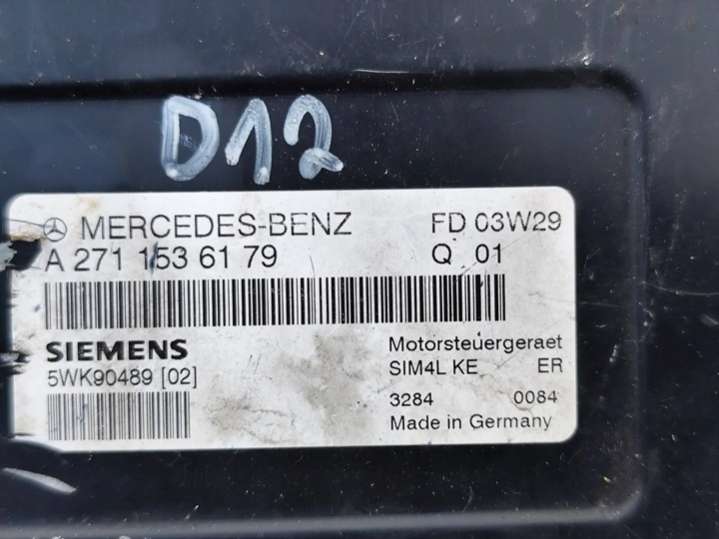 D12
MERCEDES-BENZ FD 03W29
A 271 153 61 79 Q 01
SIEMENS Motorsteuergeraet
5WK90489 [02] SIM4L KE ER
3284 0084
Made in Germany